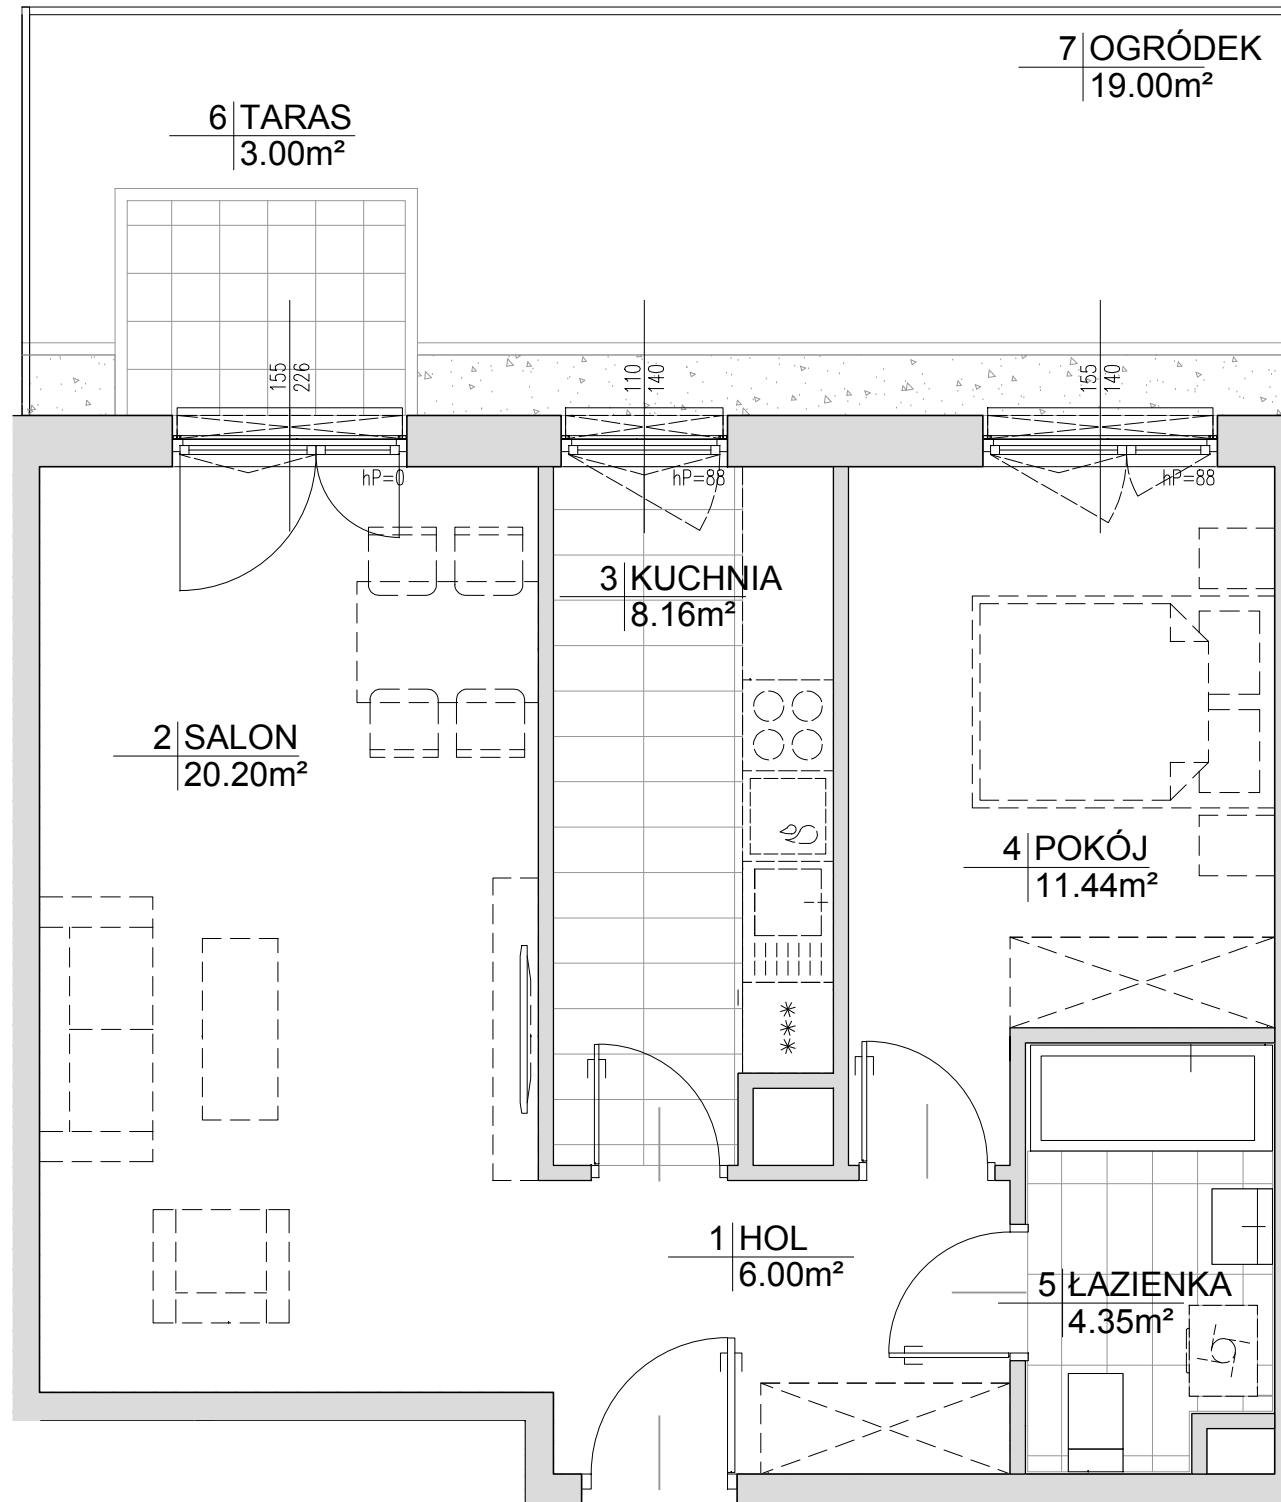 7 OGRÓDEK
19.00m²
6 TARAS
3.00m²
155
226
110
140
155
140
hP=0
hP=88
hP=88
3 KUCHNIA
8.16m²
2 SALON
20.20m²
4 POKÓJ
11.44m²
1 HOL
6.00m²
5 ŁAZIENKA
4.35m²